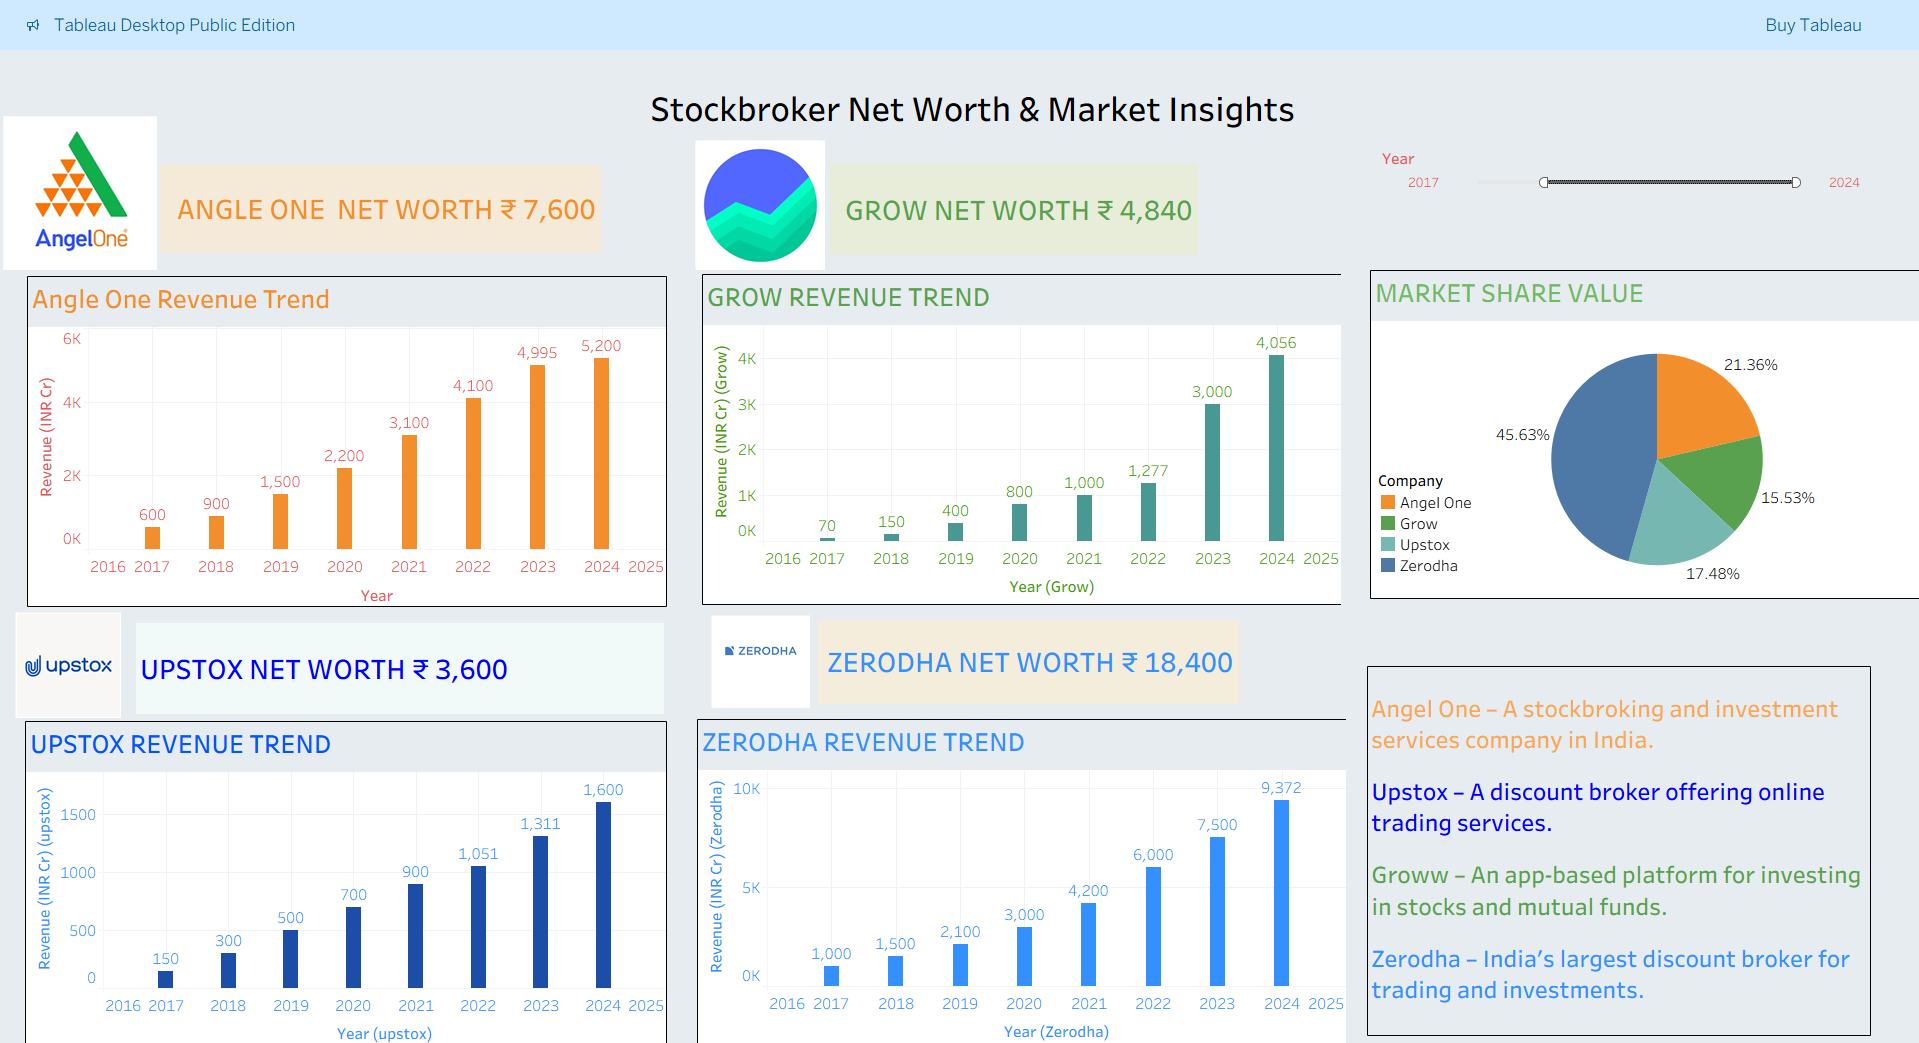 Tableau Desktop Public Edition
Buy Tableau
Stockbroker Net Worth & Market Insights
AngelOne
ANGLE ONE  NET WORTH ₹ 7,600
GROW NET WORTH ₹ 4,840
Year
2017
2024
Angle One Revenue Trend
Revenue (INR Cr)
6K
4K
2K
0K
600
900
1,500
2,200
3,100
4,100
4,995
5,200
2016 2017 2018 2019 2020 2021 2022 2023 2024 2025
Year
GROW REVENUE TREND
Revenue (INR Cr) (Grow)
4K
3K
2K
1K
0K
70
150
400
800
1,000
1,277
3,000
4,056
2016 2017 2018 2019 2020 2021 2022 2023 2024 2025
Year (Grow)
MARKET SHARE VALUE
21.36%
45.63%
15.53%
17.48%
Company
Angel One
Grow
Upstox
Zerodha
upstox
UPSTOX NET WORTH ₹ 3,600
ZERODHA
ZERODHA NET WORTH ₹ 18,400
UPSTOX REVENUE TREND
Revenue (INR Cr) (upstox)
1500
1000
500
0
150
300
500
700
900
1,051
1,311
1,600
2016 2017 2018 2019 2020 2021 2022 2023 2024 2025
Year (upstox)
ZERODHA REVENUE TREND
Revenue (INR Cr) (Zerodha)
10K
5K
0K
1,000
1,500
2,100
3,000
4,200
6,000
7,500
9,372
2016 2017 2018 2019 2020 2021 2022 2023 2024 2025
Year (Zerodha)
Angel One – A stockbroking and investment
services company in India.
Upstox – A discount broker offering online
trading services.
Groww – An app-based platform for investing
in stocks and mutual funds.
Zerodha – India’s largest discount broker for
trading and investments.